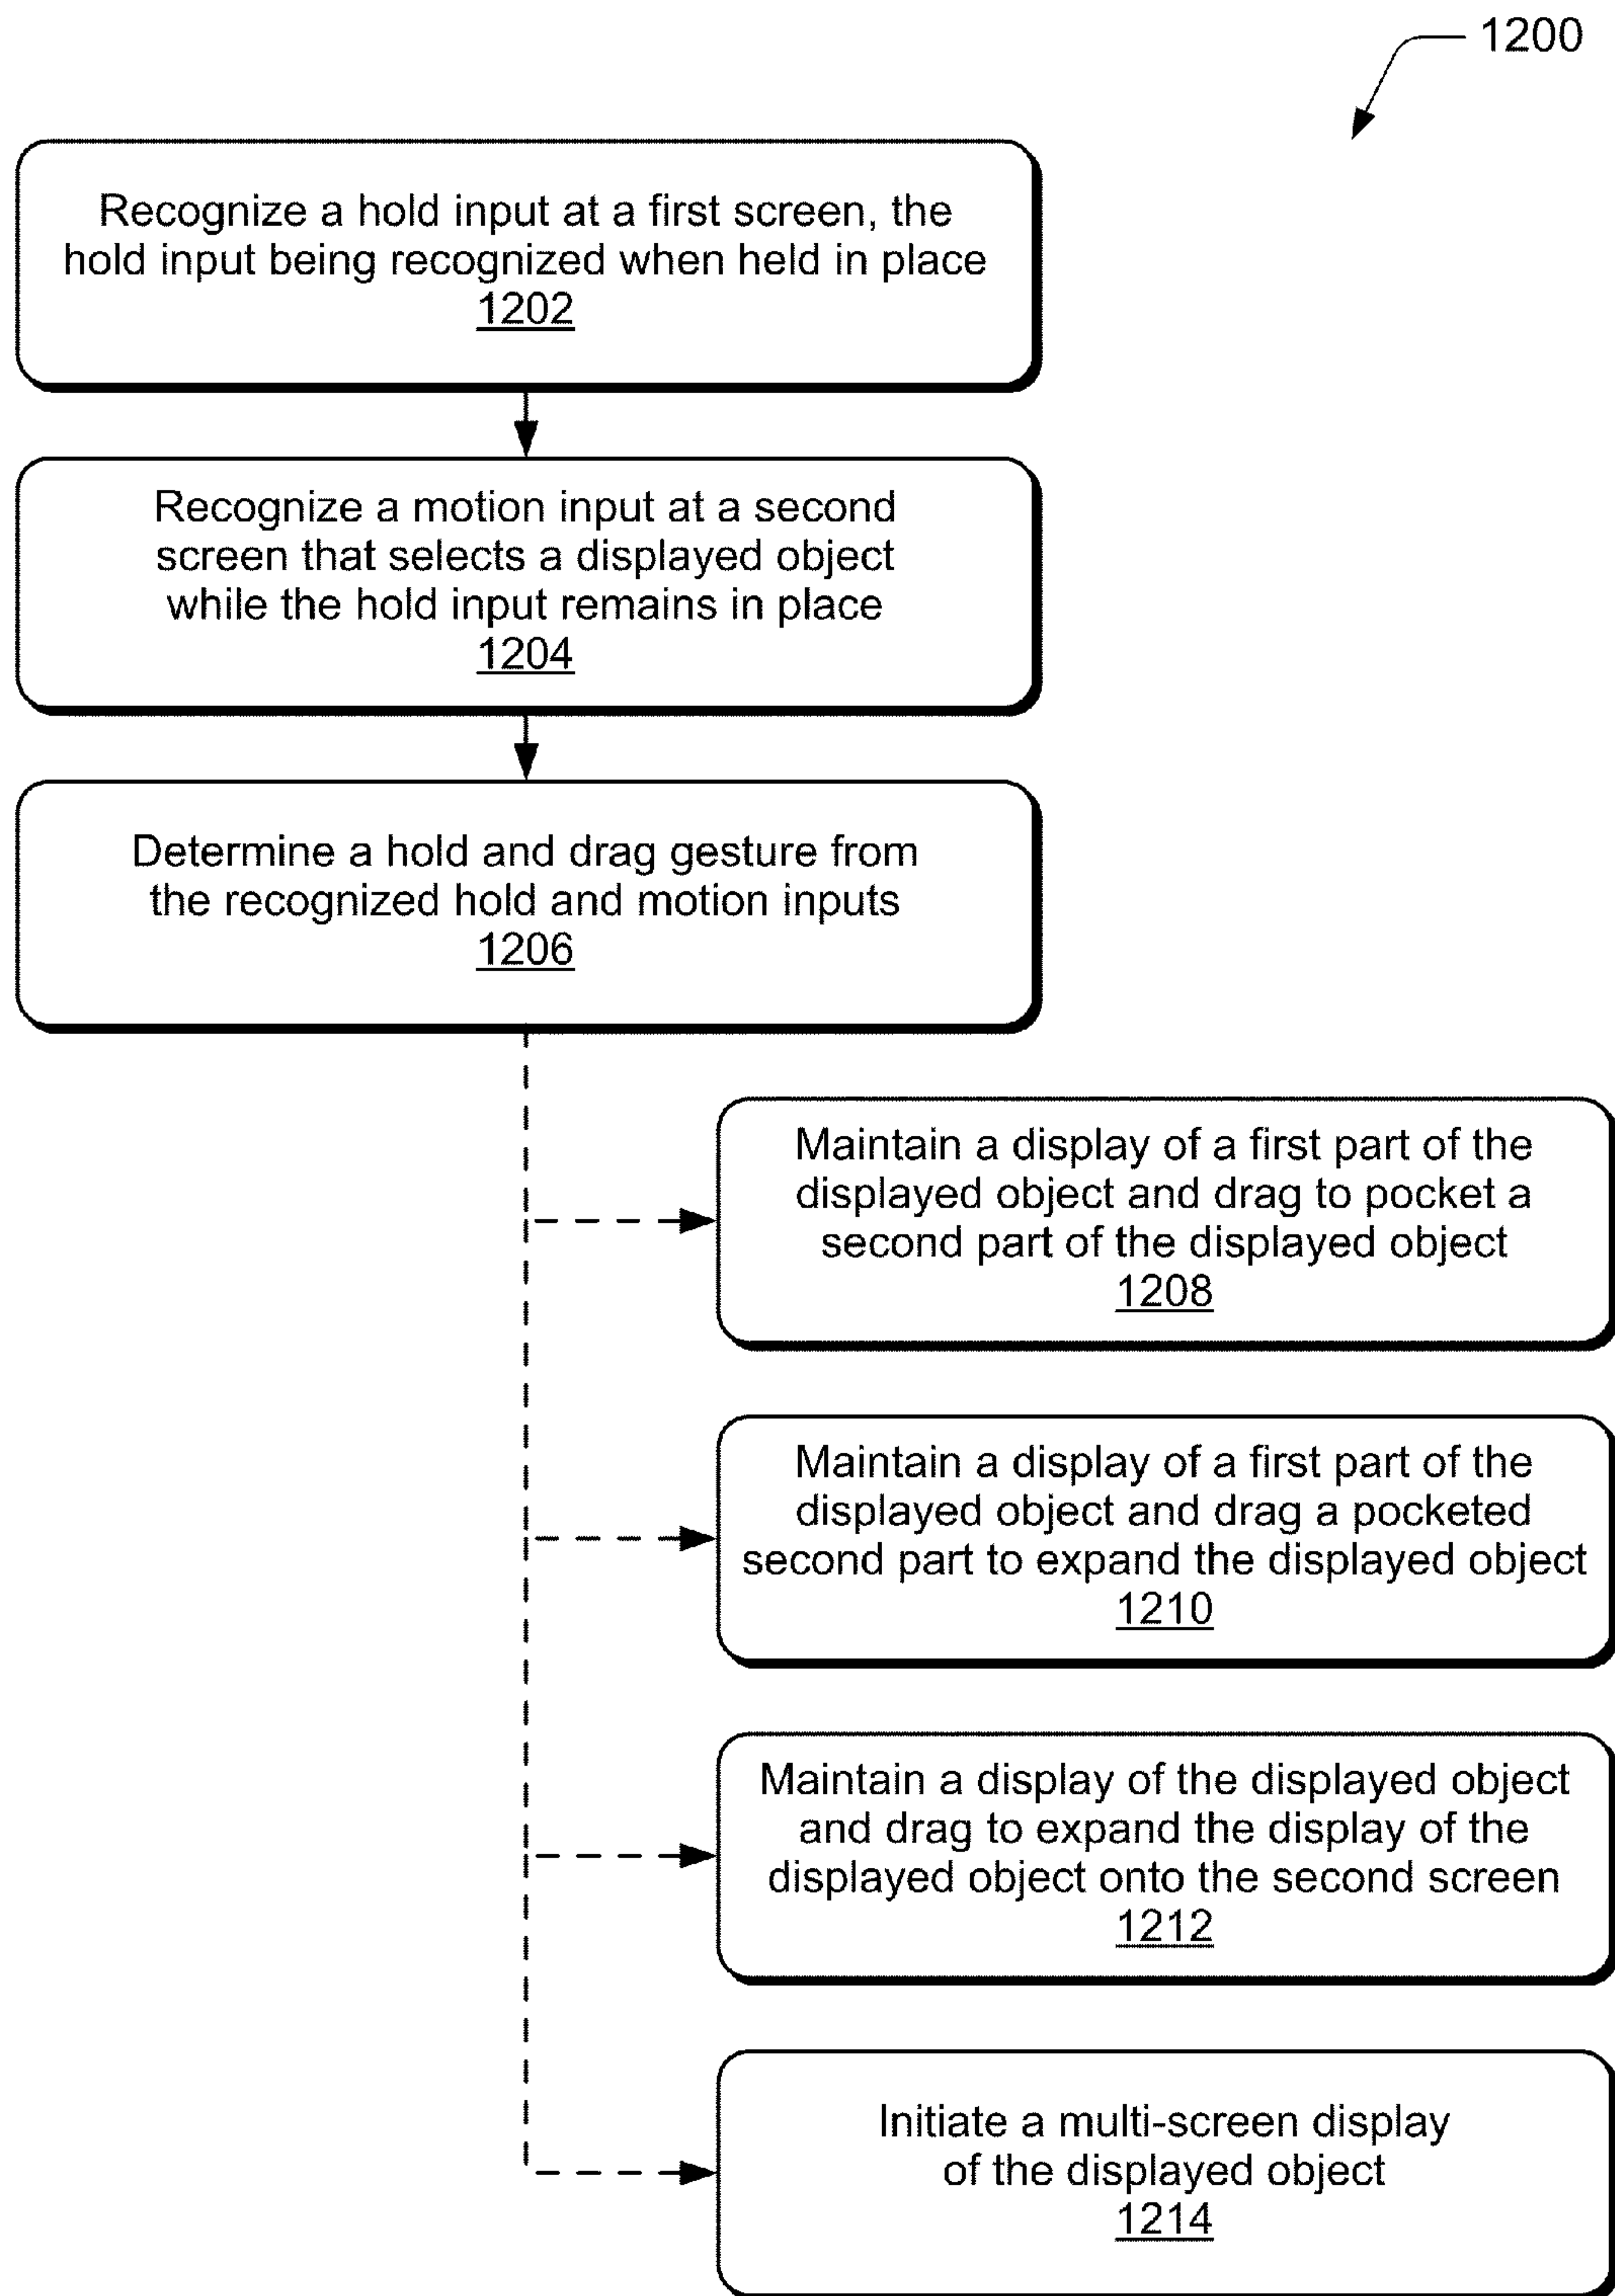 1200
Recognize a hold input at a first screen, the
hold input being recognized when held in place
1202
Recognize a motion input at a second
screen that selects a displayed object
while the hold input remains in place
1204
Determine a hold and drag gesture from
the recognized hold and motion inputs
1206
Maintain a display of a first part of the
displayed object and drag to pocket a
second part of the displayed object
1208
Maintain a display of a first part of the
displayed object and drag a pocketed
second part to expand the displayed object
1210
Maintain a display of the displayed object
and drag to expand the display of the
displayed object onto the second screen
1212
Initiate a multi-screen display
of the displayed object
1214